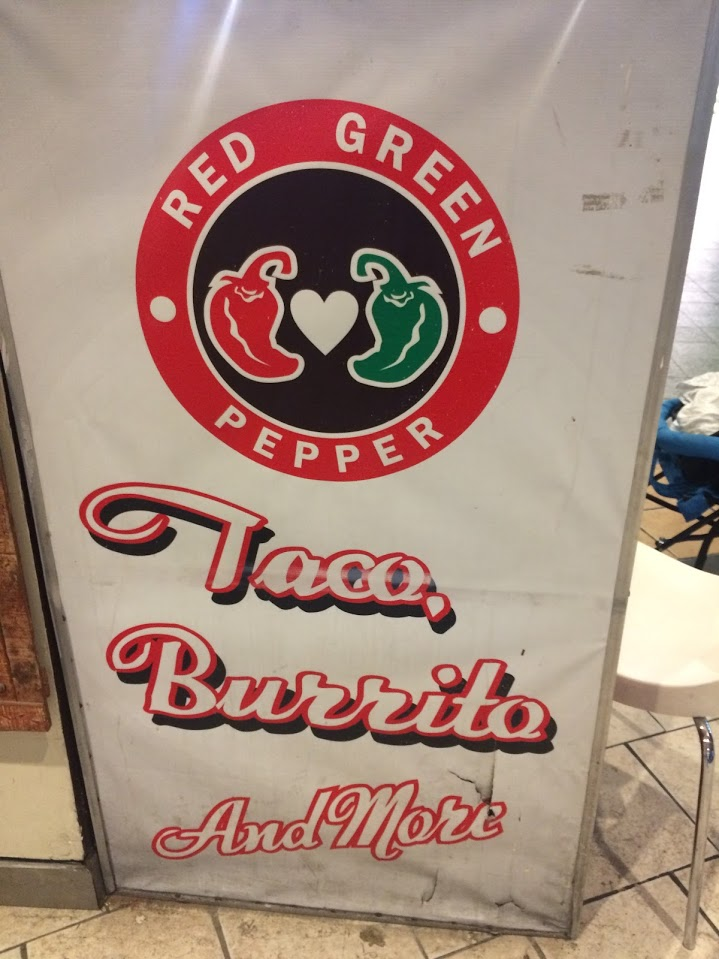 RED GREEN
PEPPER
Taco,
Burrito
And More